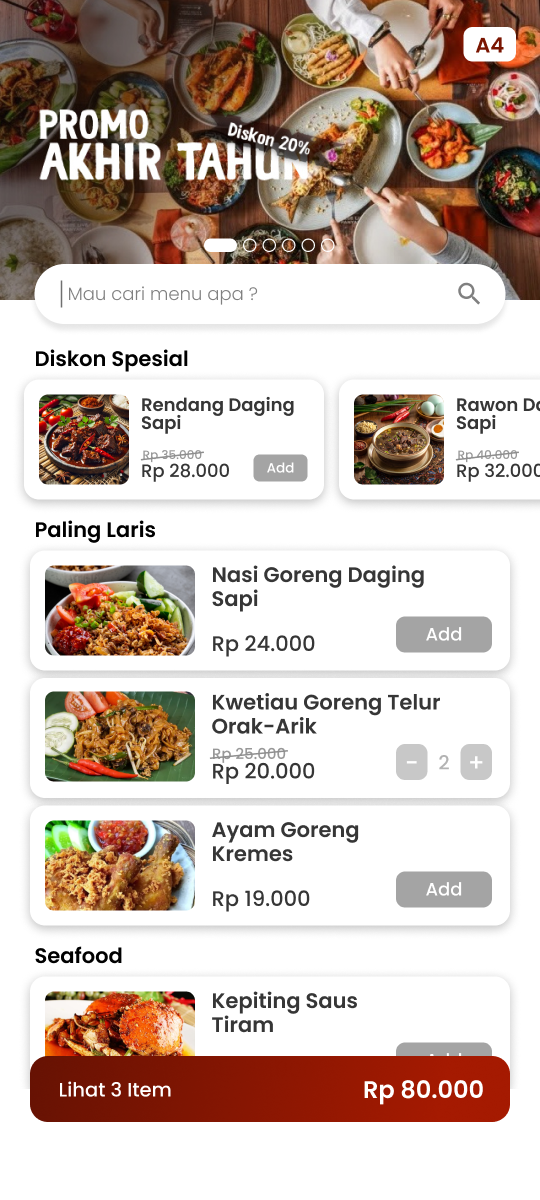 A4
PROMO
Diskon 20%
AKHIR TAHUN
Mau cari menu apa ?
Diskon Spesial
Rendang Daging
Sapi
Rp 35.000
Rp 28.000
Add
Rawon Da
Sapi
Rp 40.000
Rp 32.000
Paling Laris
Nasi Goreng Daging
Sapi
Rp 24.000
Add
Kwetiau Goreng Telur
Orak-Arik
Rp 25.000
Rp 20.000
- 2 +
Ayam Goreng
Kremes
Rp 19.000
Add
Seafood
Kepiting Saus
Tiram
Add
Lihat 3 Item
Rp 80.000